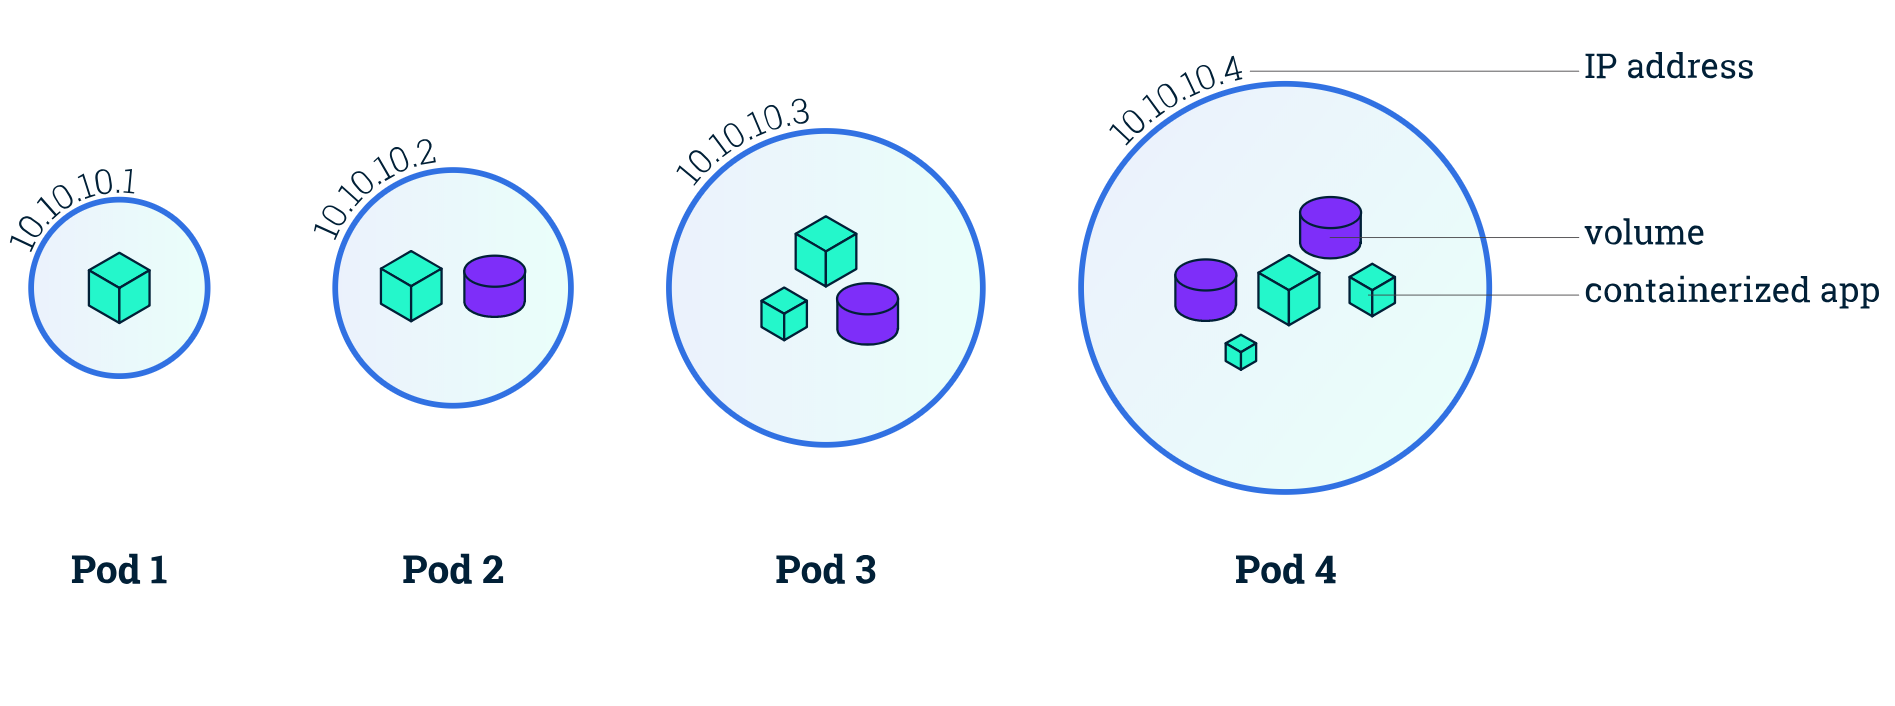 10.10.10.1
10.10.10.2
10.10.10.3
10.10.10.4
IP address
volume
containerized app
Pod 1
Pod 2
Pod 3
Pod 4